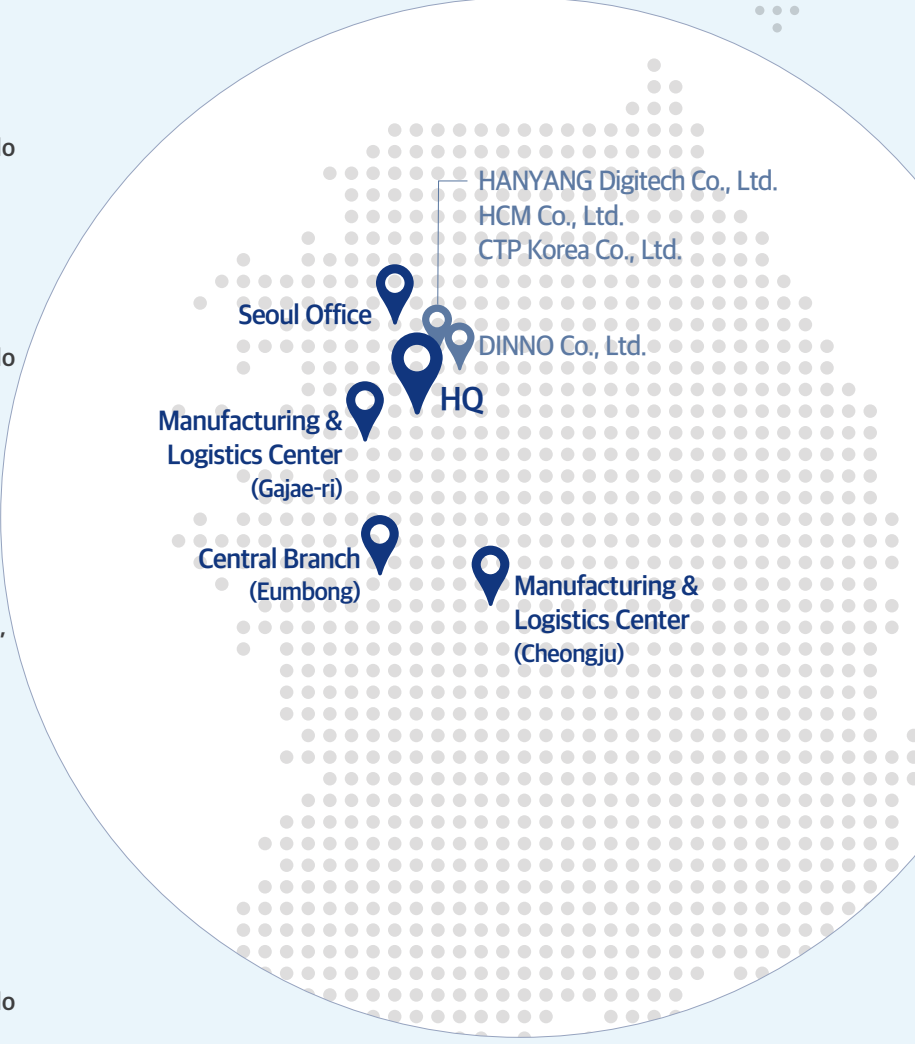 HANYANG Digitech Co., Ltd.
HCM Co., Ltd.
CTP Korea Co., Ltd.
Seoul Office
DINNO Co., Ltd.
HQ
Manufacturing &
Logistics Center
(Gajae-ri)
Central Branch
(Eumbong)
Manufacturing &
Logistics Center
(Cheongju)